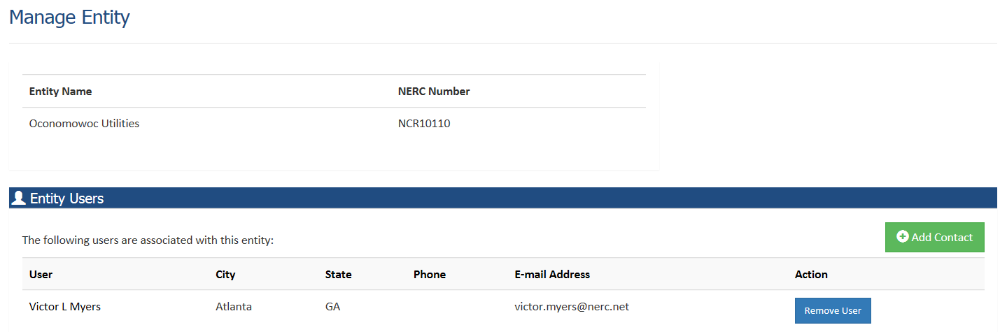 Manage Entity
Entity Name NERC Number
Oconomowoc Utilities NCR10110
Entity Users
The following users are associated with this entity:
Add Contact
User City State Phone E-mail Address Action
Victor L Myers Atlanta GA victor.myers@nerc.net Remove User